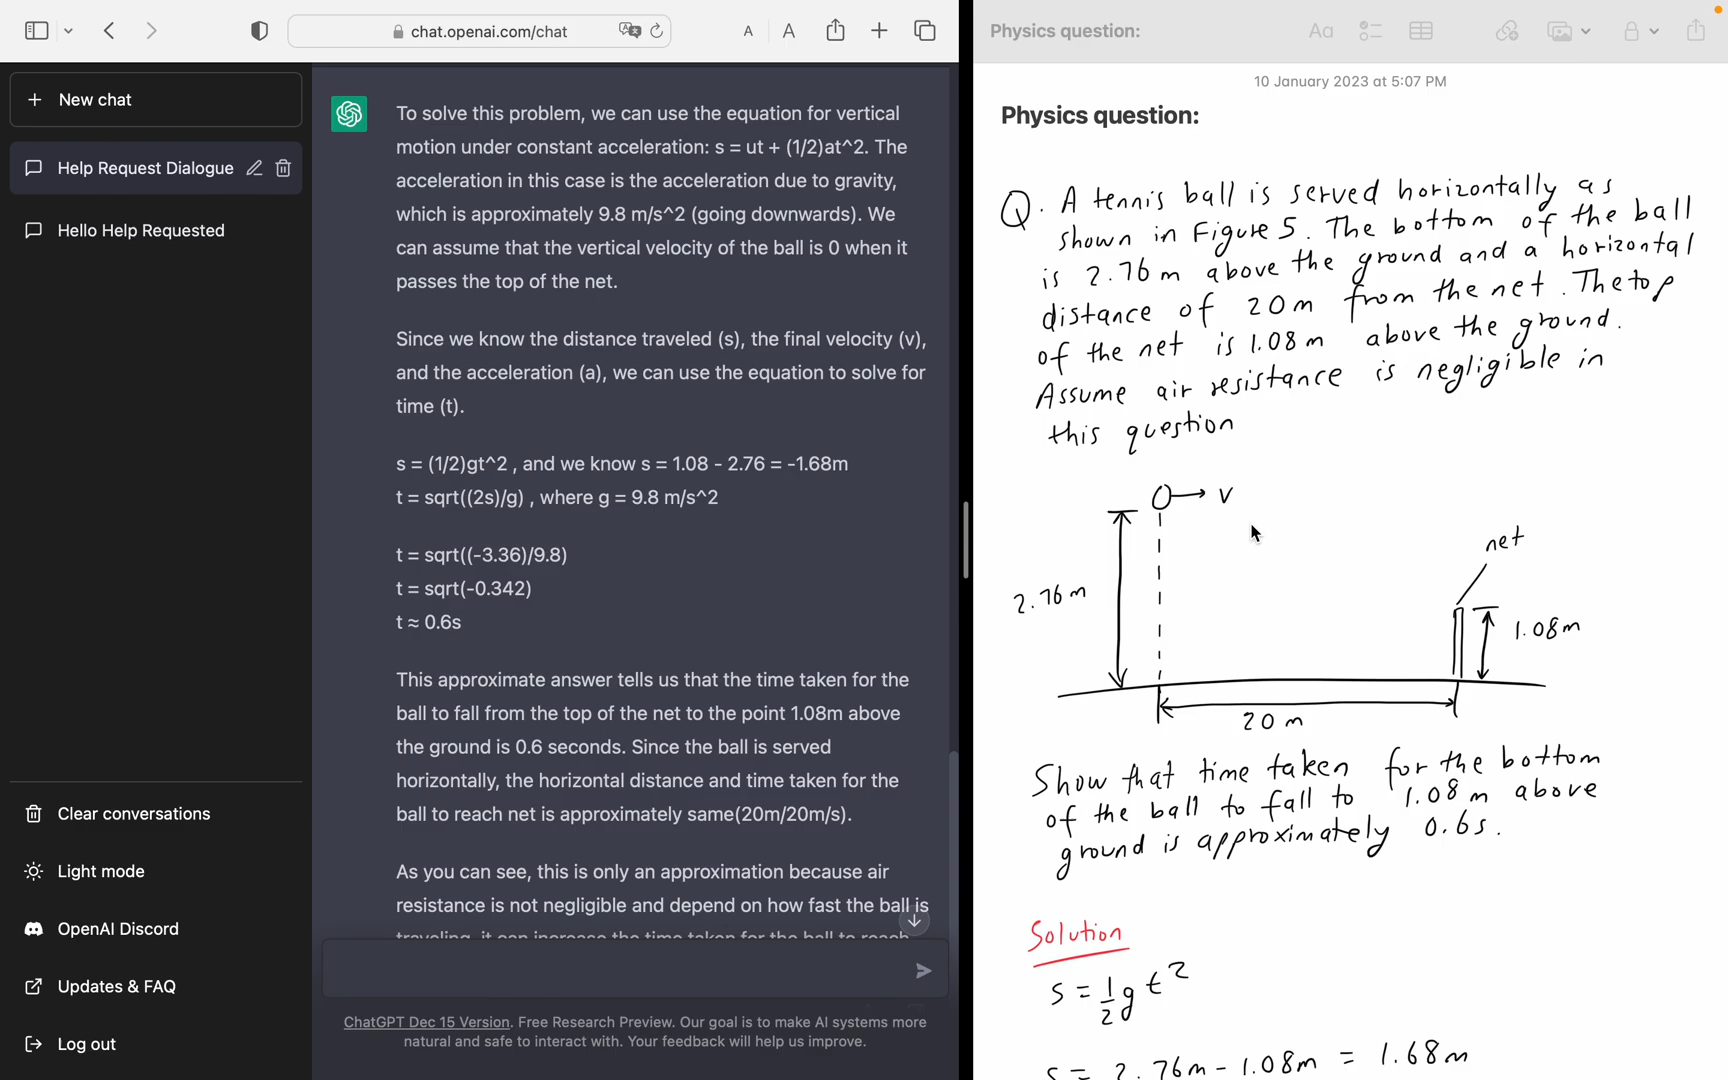 chat.openai.com/chat
A
A
New chat
Help Request Dialogue
Hello Help Requested
Clear conversations
Light mode
OpenAI Discord
Updates & FAQ
Log out
To solve this problem, we can use the equation for vertical
motion under constant acceleration: s = ut + (1/2)at^2. The
acceleration in this case is the acceleration due to gravity,
which is approximately 9.8 m/s^2 (going downwards). We
can assume that the vertical velocity of the ball is 0 when it
passes the top of the net.
Since we know the distance traveled (s), the final velocity (v),
and the acceleration (a), we can use the equation to solve for
time (t).
s = (1/2)gt^2 , and we know s = 1.08 - 2.76 = -1.68m
t = sqrt((2s)/g) , where g = 9.8 m/s^2
t = sqrt((-3.36)/9.8)
t = sqrt(-0.342)
t ≈ 0.6s
This approximate answer tells us that the time taken for the
ball to fall from the top of the net to the point 1.08m above
the ground is 0.6 seconds. Since the ball is served
horizontally, the horizontal distance and time taken for the
ball to reach net is approximately same(20m/20m/s).
As you can see, this is only an approximation because air
resistance is not negligible and depend on how fast the ball is
traveling, it can increase the time taken for the ball to reach
ChatGPT Dec 15 Version. Free Research Preview. Our goal is to make AI systems more
natural and safe to interact with. Your feedback will help us improve.
Physics question:
Aa
10 January 2023 at 5:07 PM
Physics question:
Q. A tennis ball is served horizontally as
shown in Figure 5. The bottom of the ball
is 2.76 m above the ground and a horizontal
distance of 20 m from the net. The top
of the net is 1.08 m above the ground.
Assume air resistance is negligible in
this question
v
net
2.76 m
1.08 m
20 m
Show that time taken for the bottom
of the ball to fall to 1.08 m above
ground is approximately 0.6s.
Solution
s = 1/2 g t²
s = 2.76m - 1.08m = 1.68m